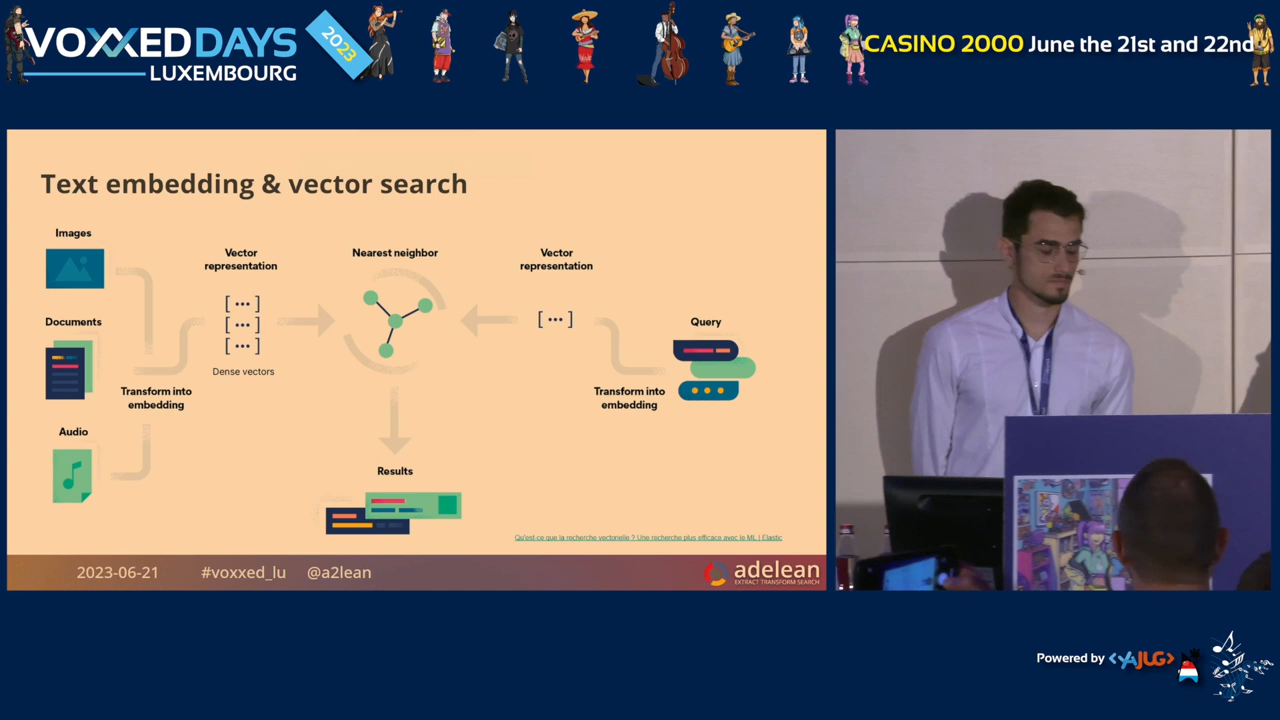 VOXXEDDAYS
LUXEMBOURG
2023
CASINO 2000 June the 21st and 22nd
Text embedding & vector search
Images
Documents
Audio
Transform into
embedding
Vector
representation
[ ••• ]
[ ••• ]
[ ••• ]
Dense vectors
Nearest neighbor
Results
Vector
representation
[ ••• ]
Query
Transform into
embedding
Qu'est-ce que la recherche vectorielle ? Une recherche plus efficace avec le ML | Elastic
2023-06-21 #voxxed_lu @a2lean
adelean
EXTRACT TRANSFORM SEARCH
Powered by <YAJUG>